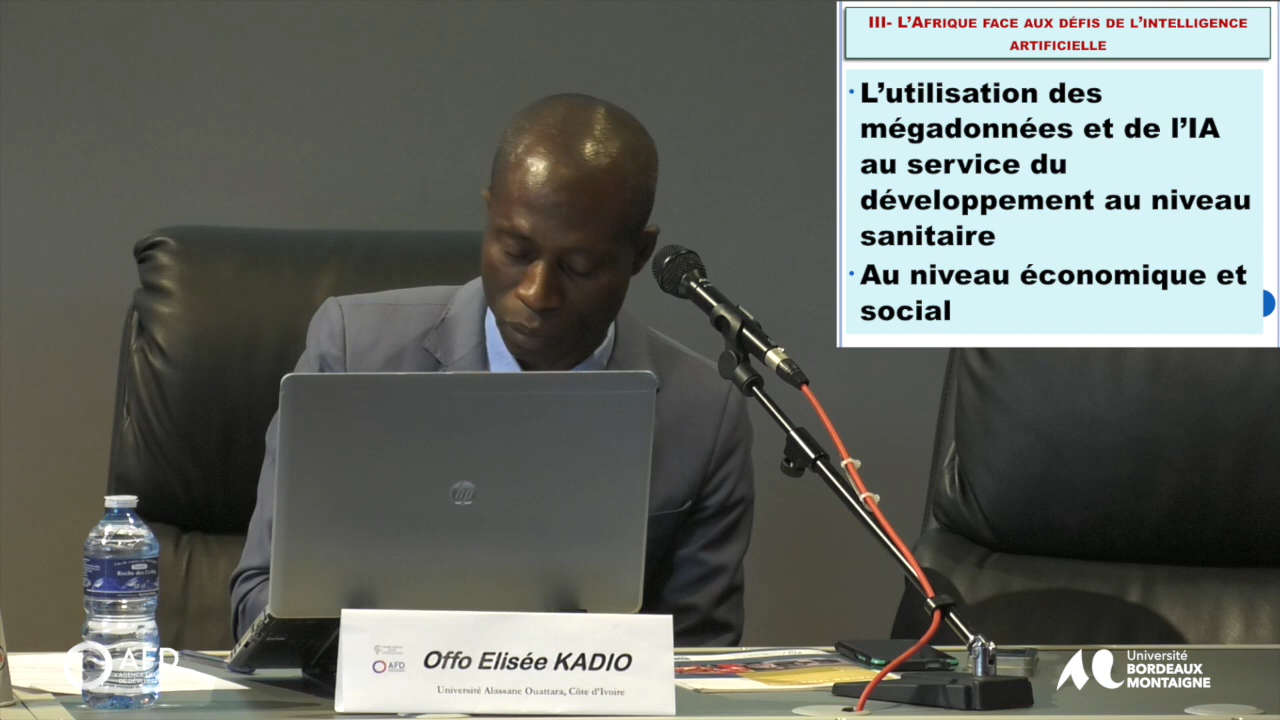 III- L'Afrique face aux défis de l'intelligence
artificielle
• L'utilisation des
mégadonnées et de l'IA
au service du
développement au niveau
sanitaire
• Au niveau économique et
social
hp
AFD
Offo Elisée KADIO
Université Alassane Ouattara, Côte d'Ivoire
AFD
Université
BORDEAUX
MONTAIGNE